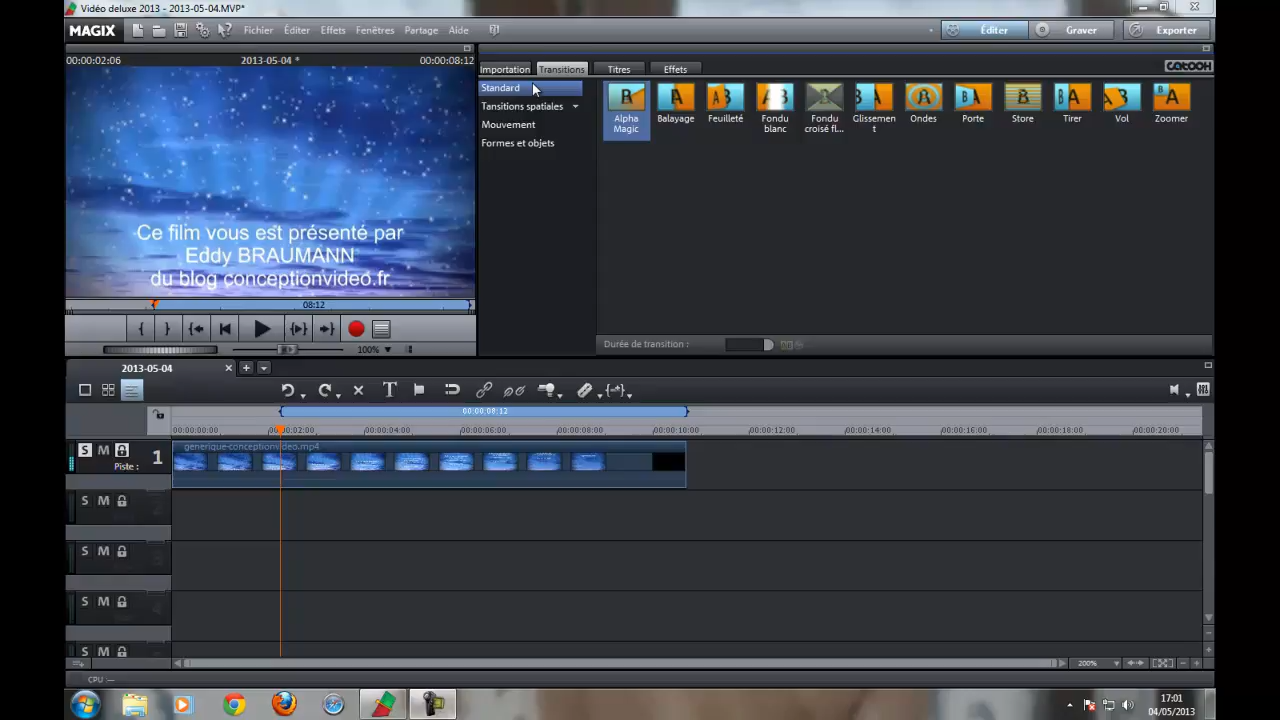 Vidéo deluxe 2013 - 2013-05-04.MVP*
MAGIX
Fichier Éditer Effets Fenêtres Partage Aide
Éditer
Graver
Exporter
00:00:02:06 2013-05-04 * 00:00:08:12
Ce film vous est présenté par
Eddy BRAUMANN
du blog conceptionvideo.fr
08:12
100%
Importation Transitions Titres Effets
catooh
Standard
Tansitions spatiales
Mouvement
Formes et objets
Alpha Magic
Balayage
Feuilleté
Fondu blanc
Fondu croisé fl...
Glissement
Ondes
Porte
Store
Tirer
Vol
Zoomer
Durée de transition :
2013-05-04
00:00:08:12
00:00:00:00 00:00:02:00 00:00:04:00 00:00:06:00 00:00:08:00 00:00:10:00 00:00:12:00 00:00:14:00 00:00:16:00 00:00:18:00 00:00:20:00
S M
Piste : 1
generique-conceptionvideo.mp4
S M
S M
S M
S M
200%
CPU: —
17:01
04/05/2013